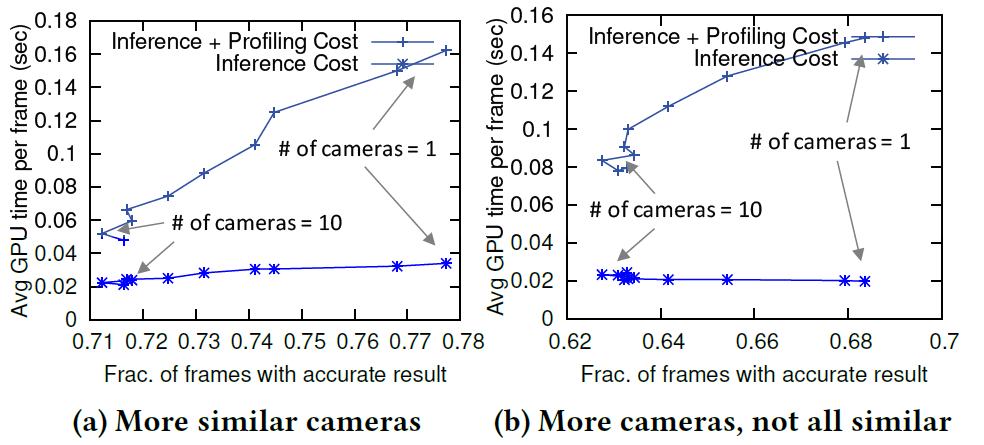 0.18
0.16
0.14
0.12
0.1
0.08
0.06
0.04
0.02
0
Avg GPU time per frame (sec)
Inference + Profiling Cost
Inference Cost
# of cameras = 1
# of cameras = 10
0.71 0.72 0.73 0.74 0.75 0.76 0.77 0.78
Frac. of frames with accurate result
(a) More similar cameras
0.16
0.14
0.12
0.1
0.08
0.06
0.04
0.02
0
Avg GPU time per frame (sec)
Inference + Profiling Cost
Inference Cost
# of cameras = 1
# of cameras = 10
0.62 0.64 0.66 0.68 0.7
Frac. of frames with accurate result
(b) More cameras, not all similar